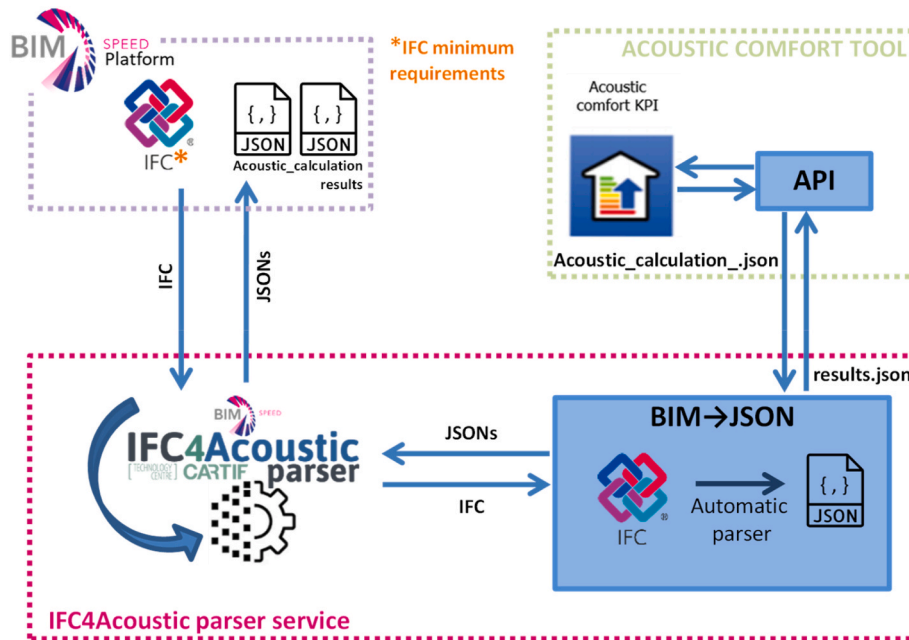 BIM SPEED
Platform
*IFC minimum
requirements
{,}
JSON
{,}
JSON
®
IFC*
Acoustic_calculation
results
ACOUSTIC COMFORT TOOL
Acoustic
comfort KPI
API
Acoustic_calculation_.json
IFC
JSONs
results.json
BIM SPEED
IFC4Acoustic
[TECHNOLOGY
CENTRE] CARTIF
parser
JSONs
IFC
BIM→JSON
®
IFC
Automatic
parser
{,}
JSON
IFC4Acoustic parser service